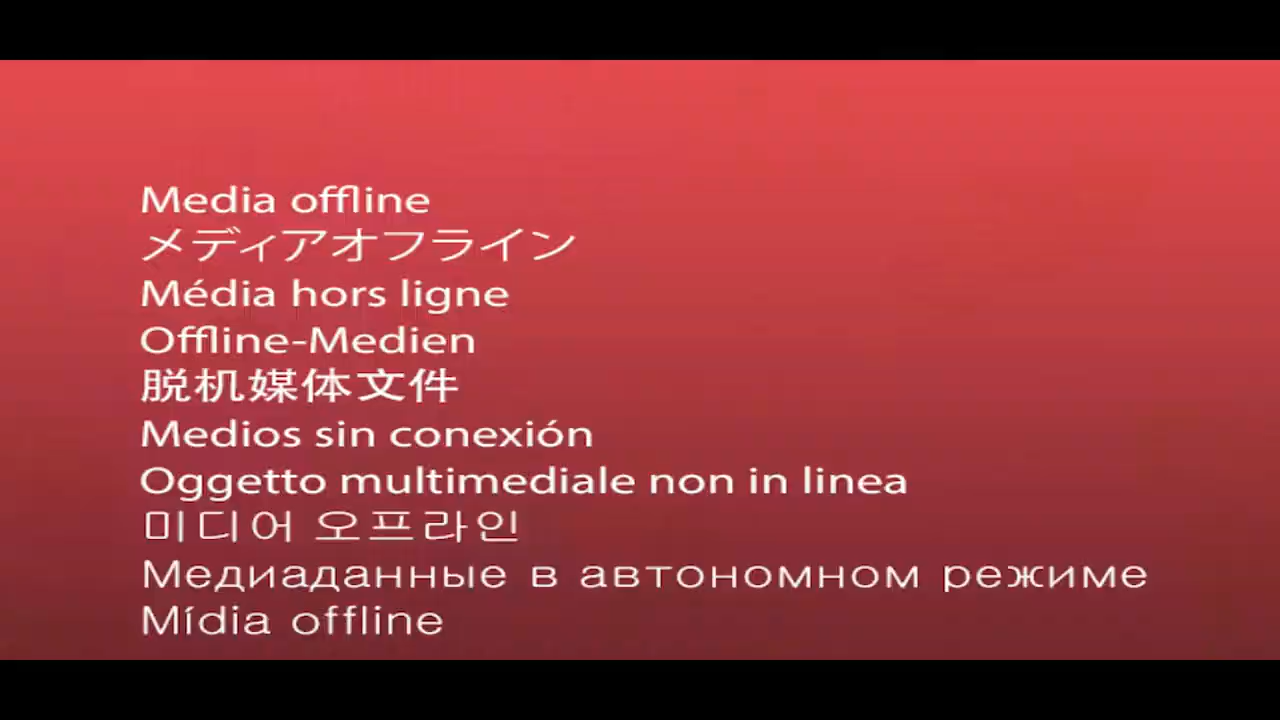 Media offline
メディアオフライン
Média hors ligne
Offline-Medien
脱机媒体文件
Medios sin conexión
Oggetto multimediale non in linea
미디어 오프라인
Медиаданные в автономном режиме
Mídia offline